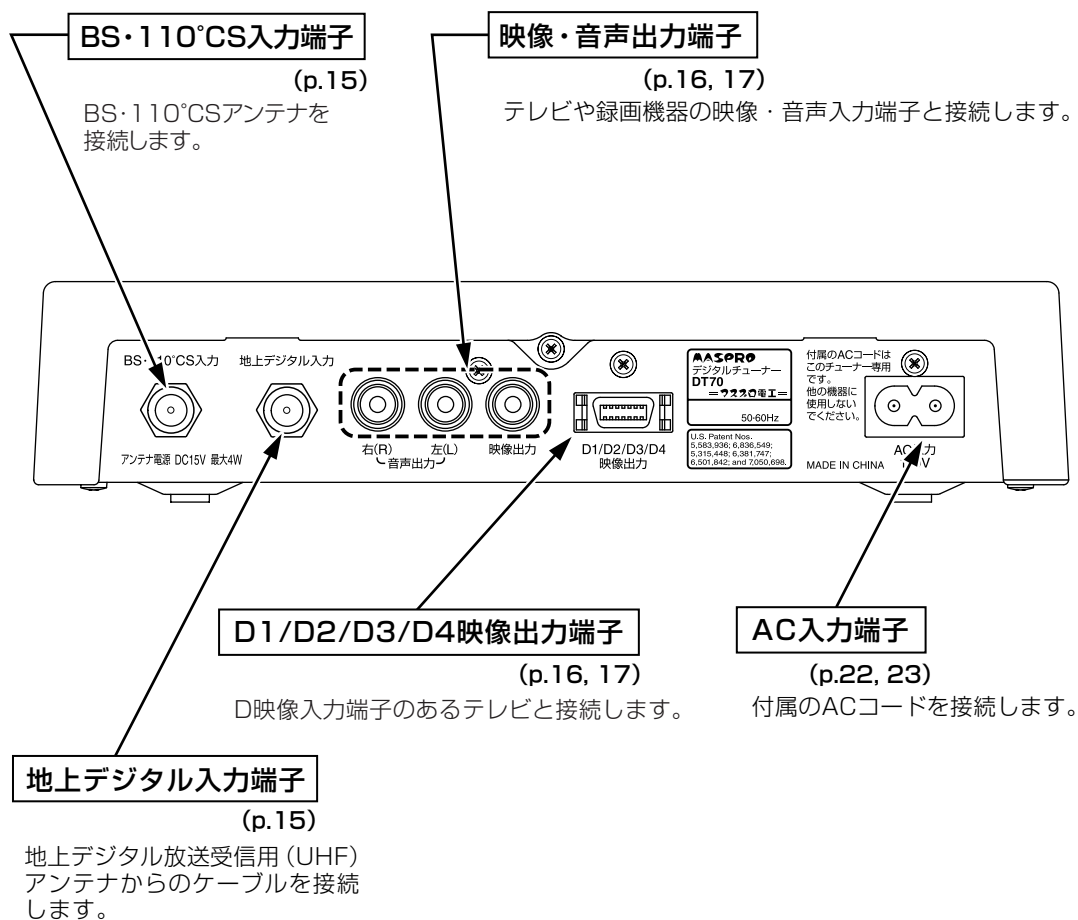 BS・110°CS入力端子
(p.15)
BS・110°CSアンテナを
接続します。
映像・音声出力端子
(p.16, 17)
テレビや録画機器の映像・音声入力端子と接続します。
BS・110°CS入力
地上デジタル入力
アンテナ電源 DC15V 最大4W
右(R)
左(L)
音声出力
映像出力
D1/D2/D3/D4
映像出力
MASPRO
デジタルチューナー
DT70
マスプロ電工
50-60Hz
U.S. Patent Nos.
5,583,936; 6,836,549;
5,315,448; 6,381,747;
6,501,842; and 7,050,698.
付属のACコードは
このチューナー専用
です。
他の機器に
使用しない
でください。
MADE IN CHINA
AC入力
D1/D2/D3/D4映像出力端子
(p.16, 17)
D映像入力端子のあるテレビと接続します。
AC入力端子
(p.22, 23)
付属のACコードを接続します。
地上デジタル入力端子
(p.15)
地上デジタル放送受信用(UHF)
アンテナからのケーブルを接続
します。